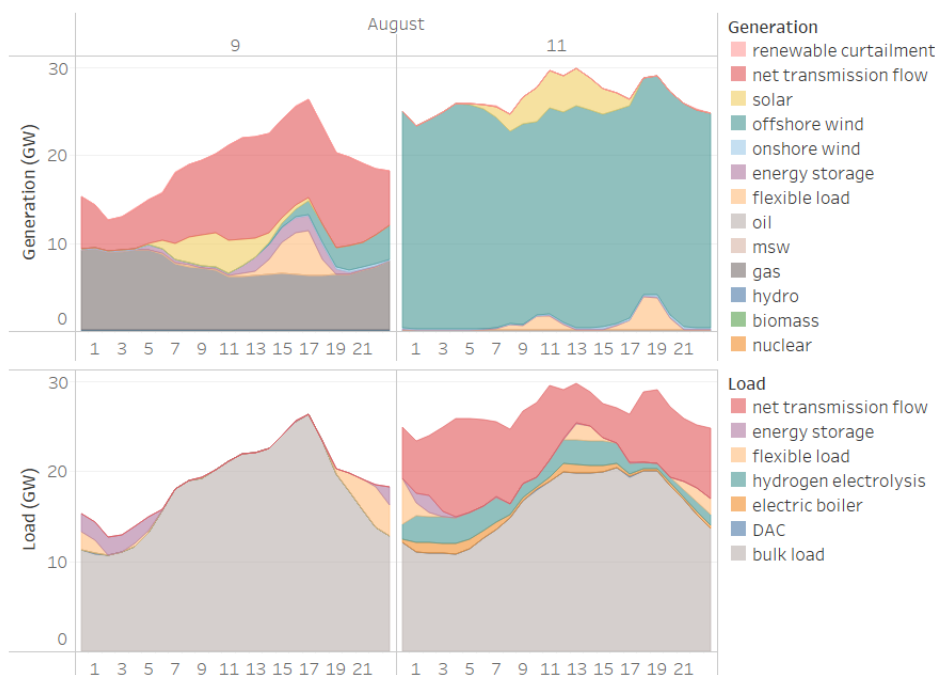 August
9 11
Generation (GW)
30
20
10
0
1 3 5 7 9 11 13 15 17 19 21 1 3 5 7 9 11 13 15 17 19 21
Load (GW)
30
20
10
0
1 3 5 7 9 11 13 15 17 19 21 1 3 5 7 9 11 13 15 17 19 21
Generation
renewable curtailment
net transmission flow
solar
offshore wind
onshore wind
energy storage
flexible load
oil
msw
gas
hydro
biomass
nuclear
Load
net transmission flow
energy storage
flexible load
hydrogen electrolysis
electric boiler
DAC
bulk load